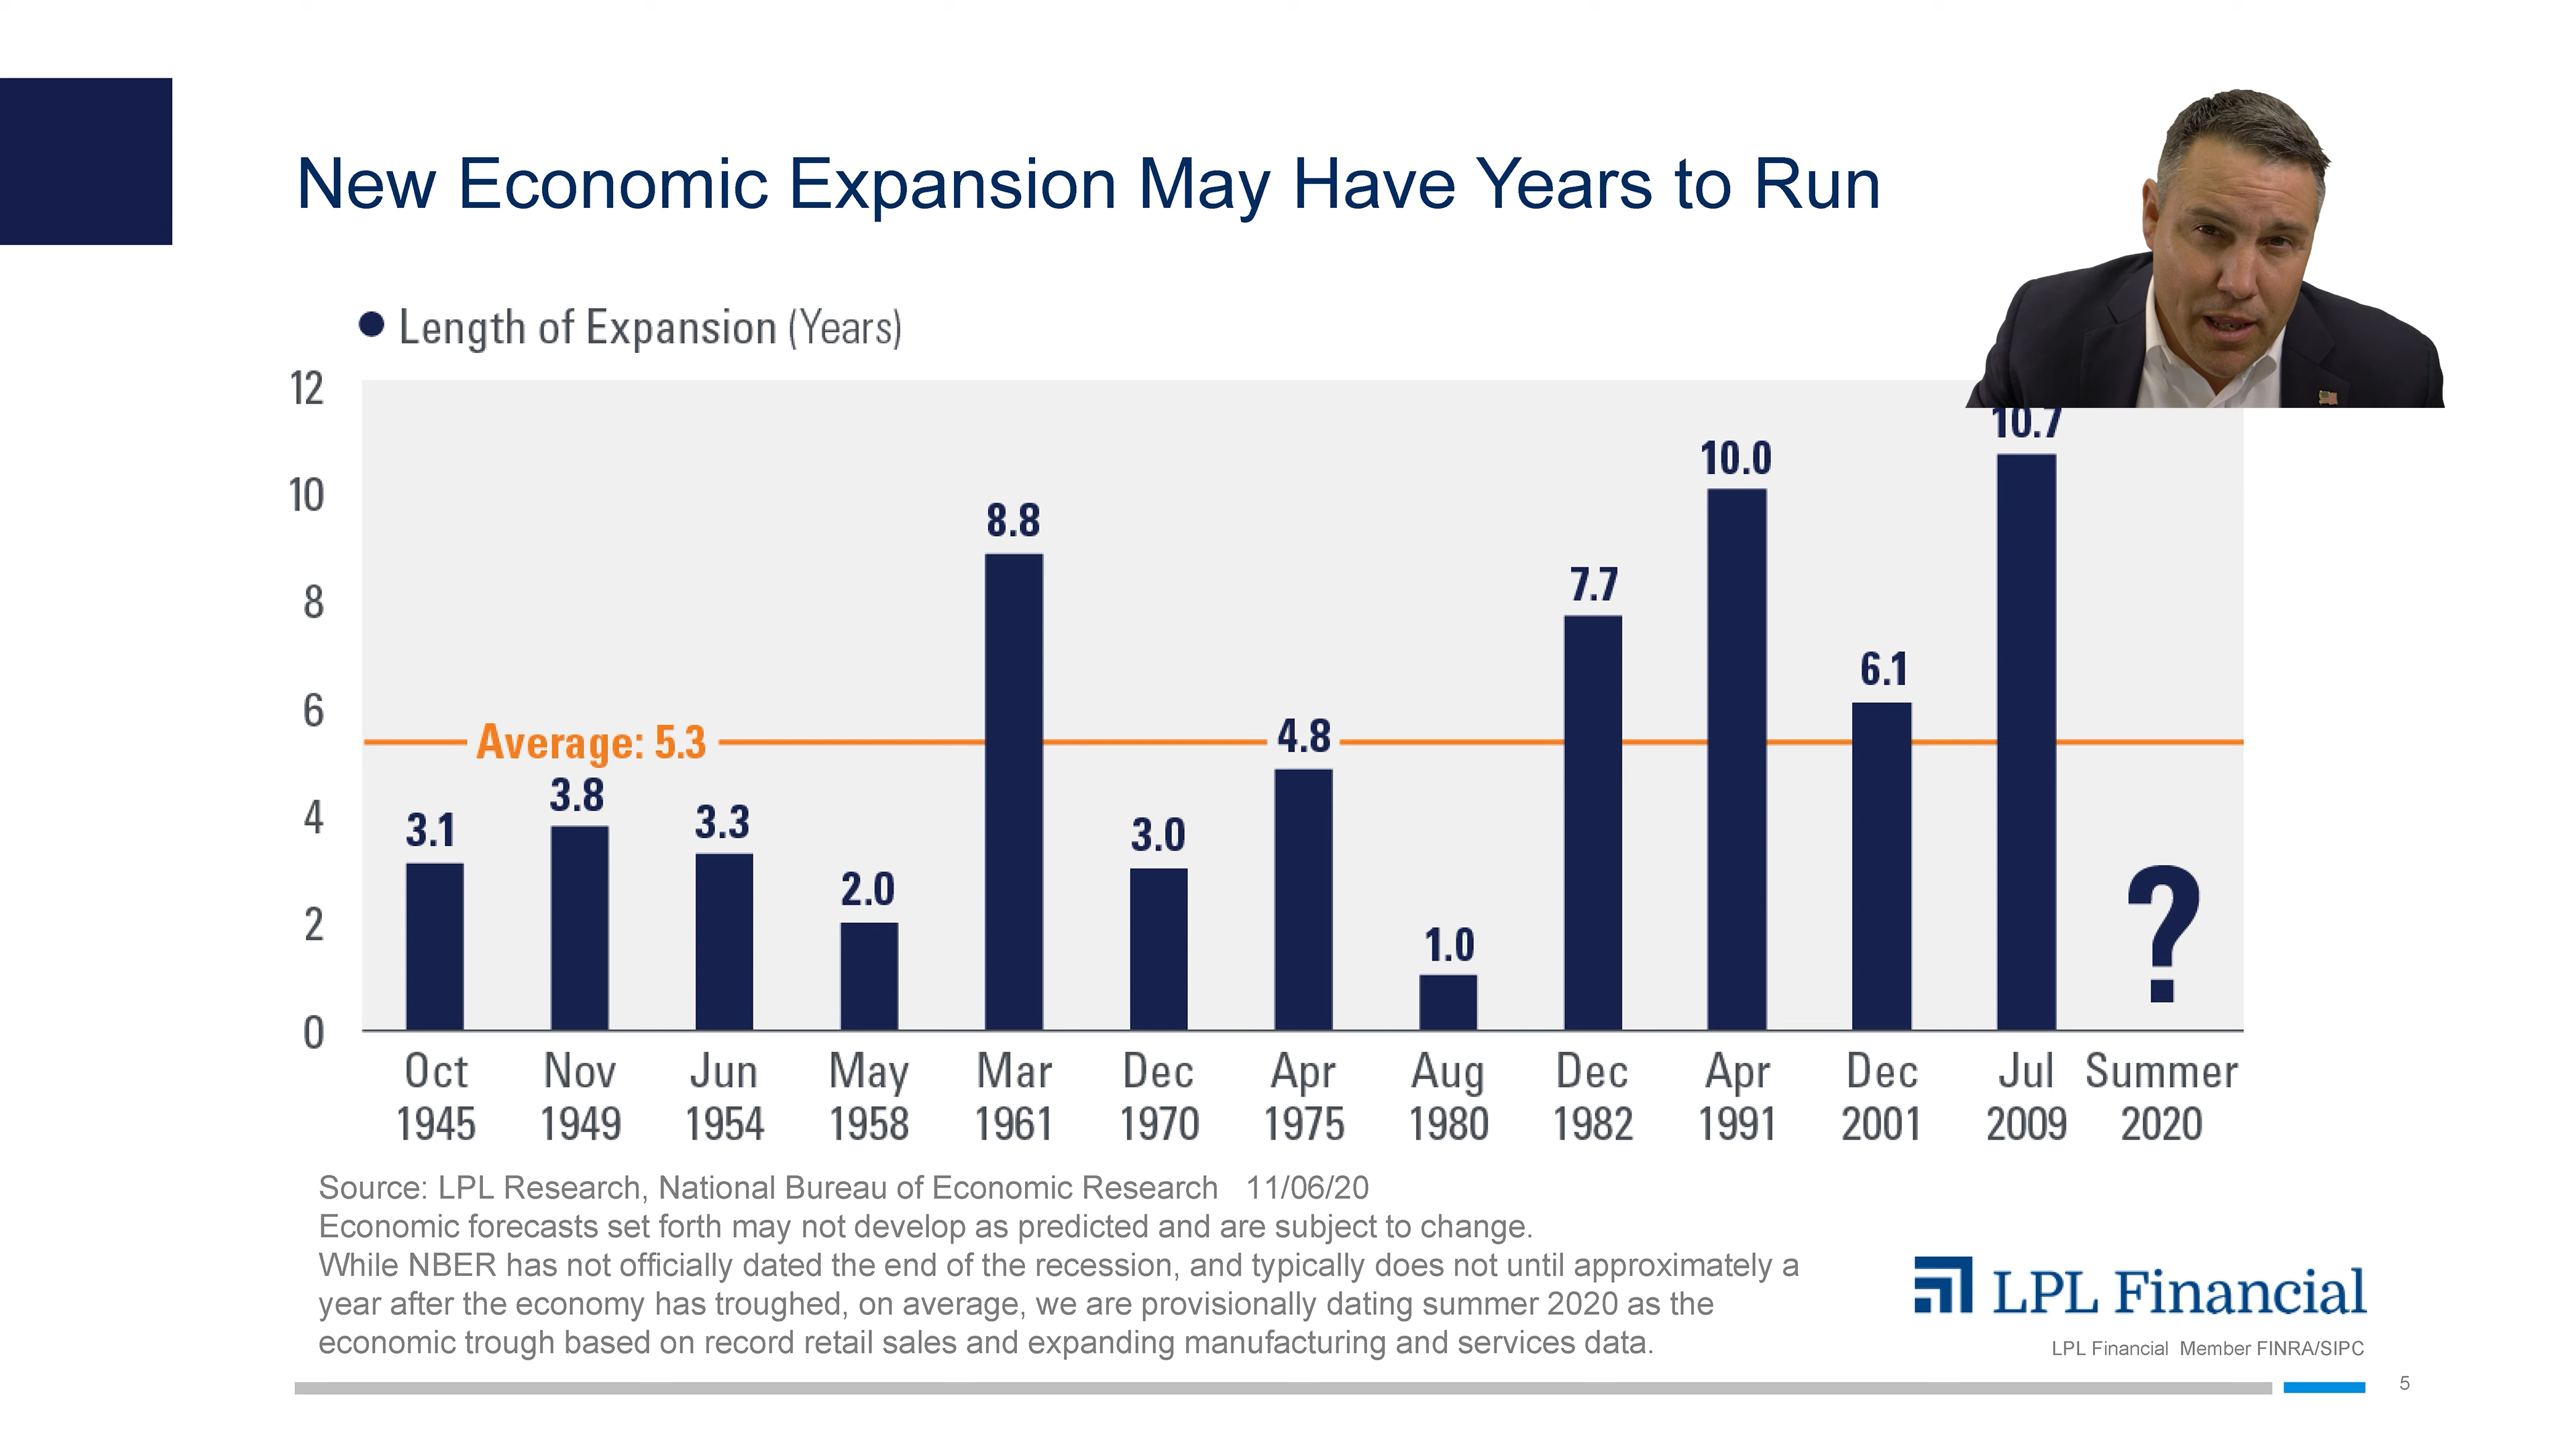 New Economic Expansion May Have Years to Run
Length of Expansion (Years)
12
10
8
6
4
2
0
Average: 5.3
3.1
3.8
3.3
2.0
8.8
3.0
4.8
1.0
7.7
10.0
6.1
10.7
?
Oct 1945
Nov 1949
Jun 1954
May 1958
Mar 1961
Dec 1970
Apr 1975
Aug 1980
Dec 1982
Apr 1991
Dec 2001
Jul 2009
Summer 2020
Source: LPL Research, National Bureau of Economic Research 11/06/20
Economic forecasts set forth may not develop as predicted and are subject to change.
While NBER has not officially dated the end of the recession, and typically does not until approximately a
year after the economy has troughed, on average, we are provisionally dating summer 2020 as the
economic trough based on record retail sales and expanding manufacturing and services data.
LPL Financial
LPL Financial Member FINRA/SIPC
5